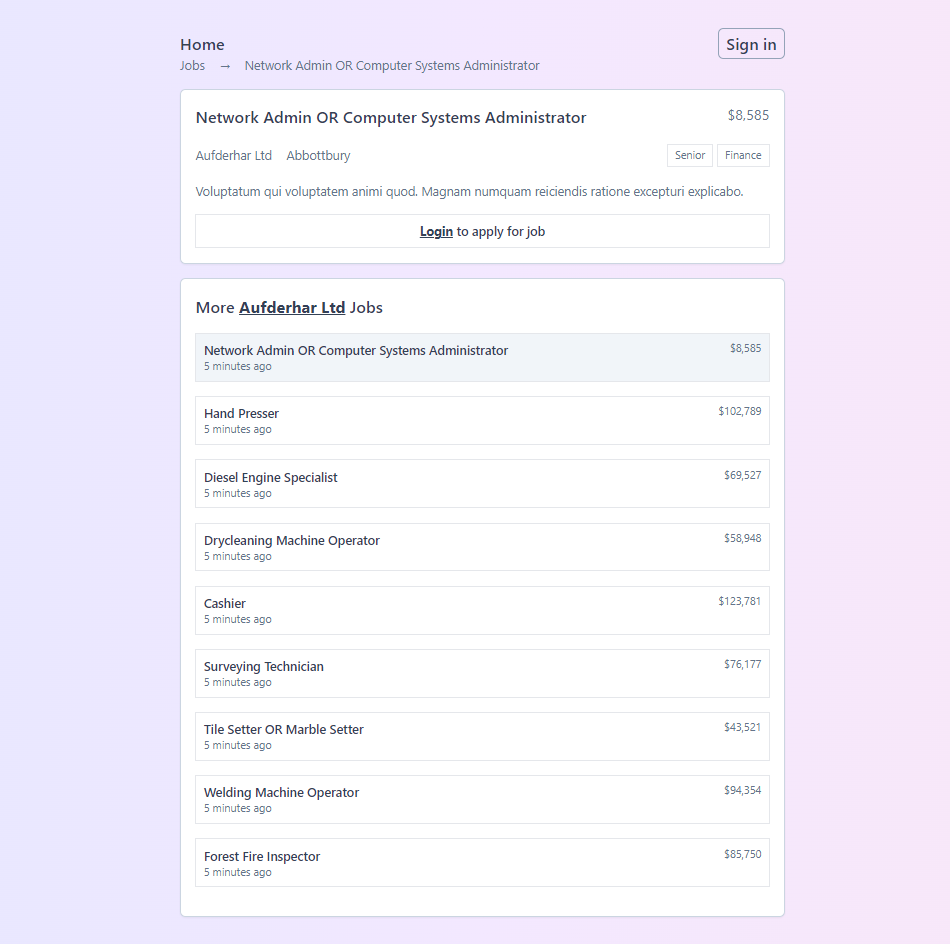 Home
Sign in
Jobs → Network Admin OR Computer Systems Administrator
Network Admin OR Computer Systems Administrator
$8,585
Aufderhar Ltd Abbottbury
Senior Finance
Voluptatum qui voluptatem animi quod. Magnam numquam reiciendis ratione excepturi explicabo.
Login to apply for job
More Aufderhar Ltd Jobs
Network Admin OR Computer Systems Administrator
$8,585
5 minutes ago
Hand Presser
$102,789
5 minutes ago
Diesel Engine Specialist
$69,527
5 minutes ago
Drycleaning Machine Operator
$58,948
5 minutes ago
Cashier
$123,781
5 minutes ago
Surveying Technician
$76,177
5 minutes ago
Tile Setter OR Marble Setter
$43,521
5 minutes ago
Welding Machine Operator
$94,354
5 minutes ago
Forest Fire Inspector
$85,750
5 minutes ago